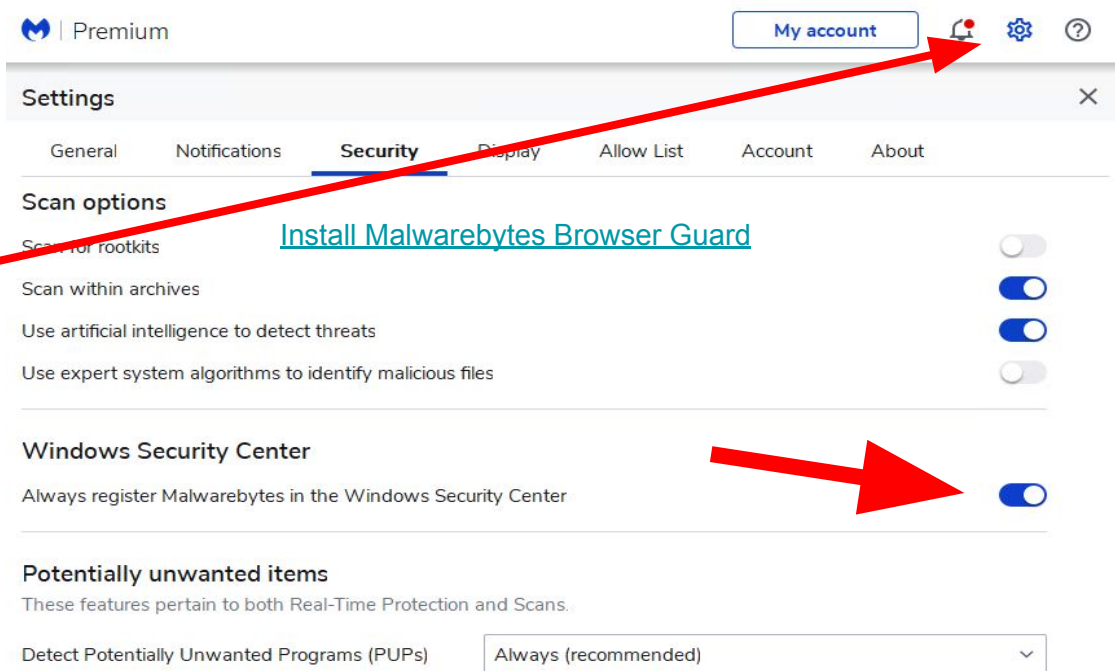 Premium
My account
Settings
General Notifications Security Display Allow List Account About
Scan options
Install Malwarebytes Browser Guard
Scan for rootkits
Scan within archives
Use artificial intelligence to detect threats
Use expert system algorithms to identify malicious files
Windows Security Center
Always register Malwarebytes in the Windows Security Center
Potentially unwanted items
These features pertain to both Real-Time Protection and Scans.
Detect Potentially Unwanted Programs (PUPs) Always (recommended)